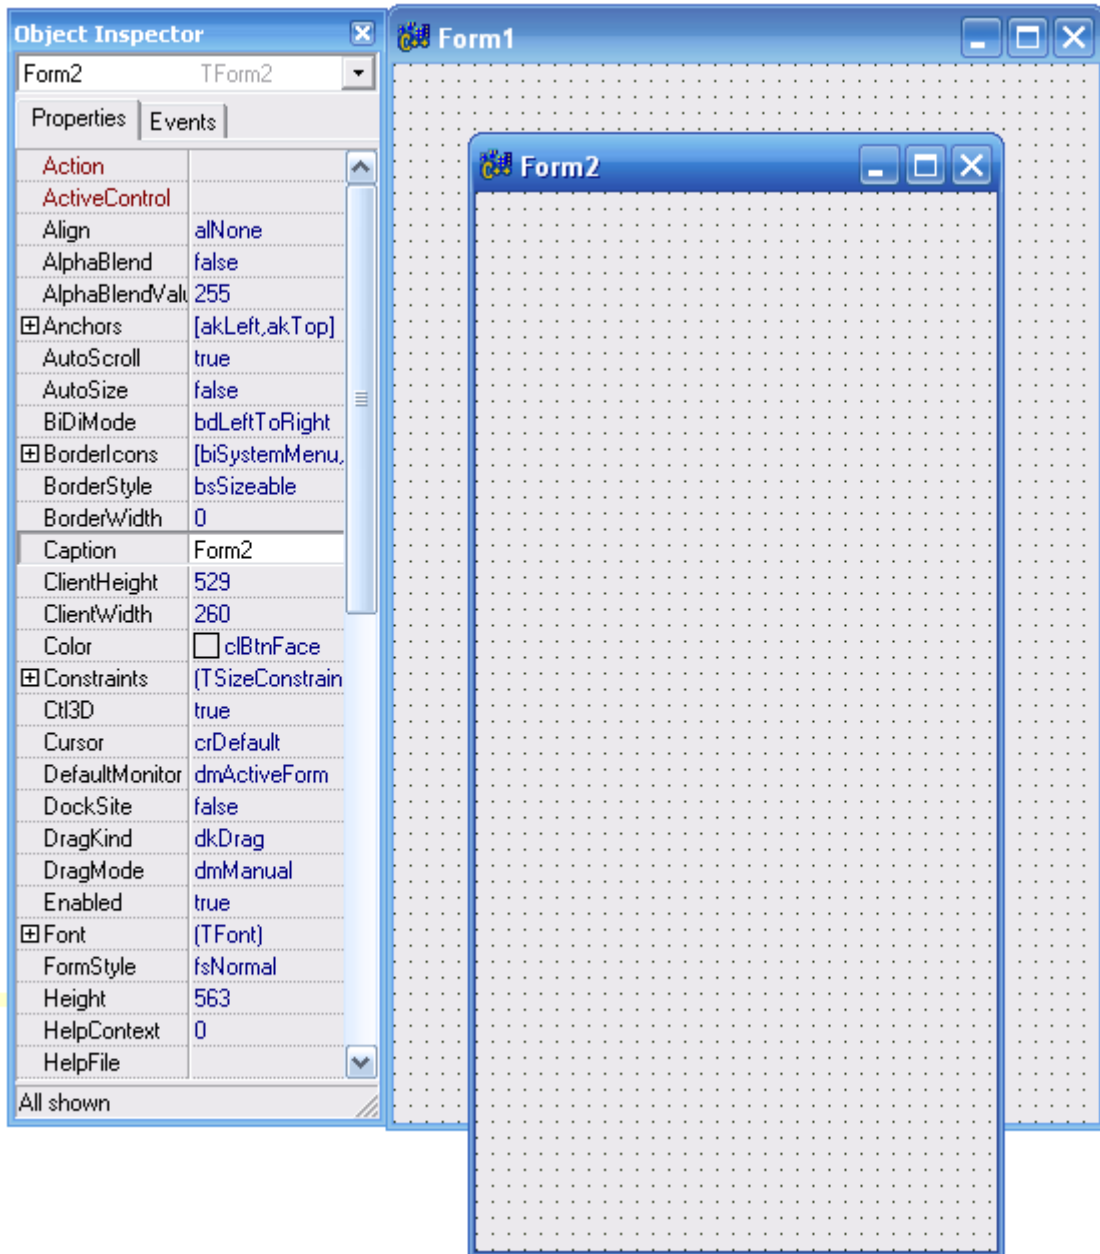 Object Inspector
Form2 TForm2
Properties Events
Action
ActiveControl
Align alNone
AlphaBlend false
AlphaBlendValu 255
Anchors [akLeft,akTop]
AutoScroll true
AutoSize false
BiDiMode bdLeftToRight
BorderIcons [biSystemMenu,
BorderStyle bsSizeable
BorderWidth 0
Caption Form2
ClientHeight 529
ClientWidth 260
Color clBtnFace
Constraints (TSizeConstrain
Ctl3D true
Cursor crDefault
DefaultMonitor dmActiveForm
DockSite false
DragKind dkDrag
DragMode dmManual
Enabled true
Font (TFont)
FormStyle fsNormal
Height 563
HelpContext 0
HelpFile
All shown
Form1
Form2